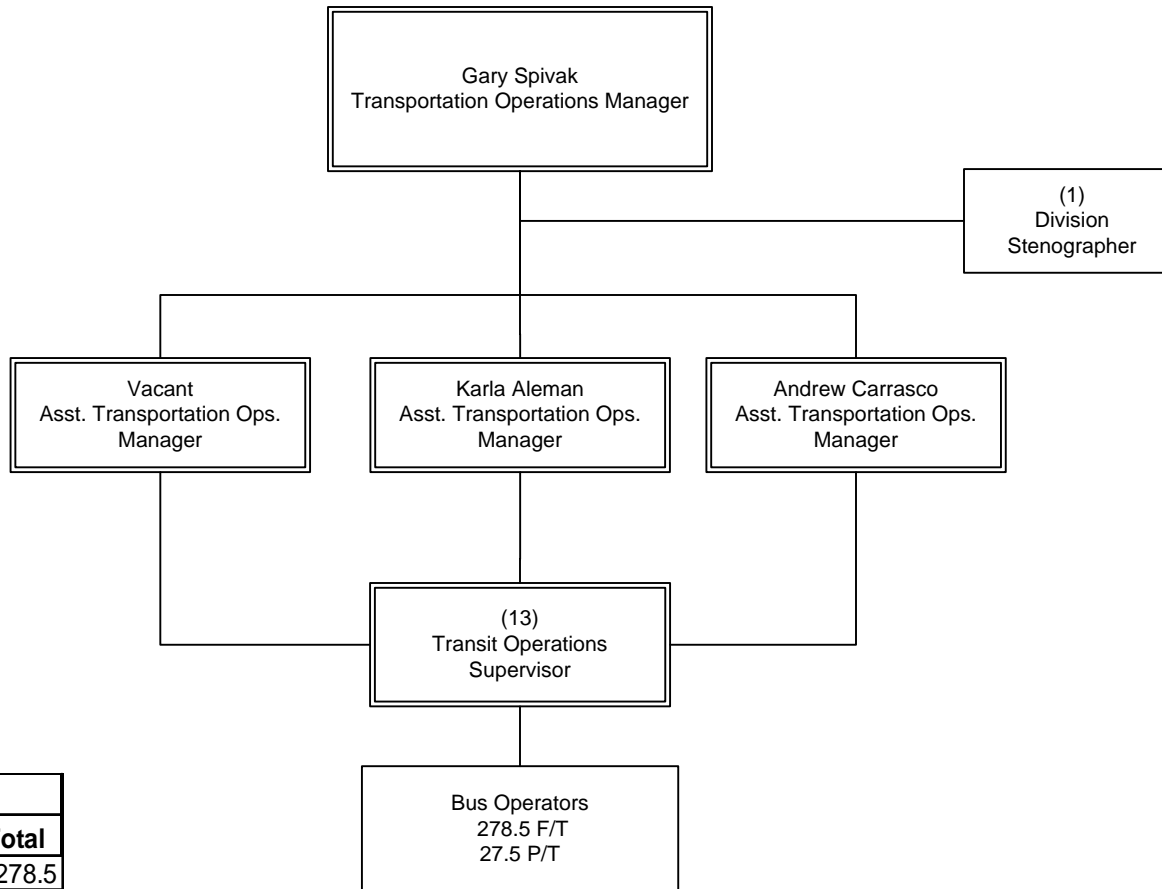 Gary Spivak
Transportation Operations Manager
(1)
Division
Stenographer
Vacant
Asst. Transportation Ops.
Manager
Karla Aleman
Asst. Transportation Ops.
Manager
Andrew Carrasco
Asst. Transportation Ops.
Manager
(13)
Transit Operations
Supervisor
Bus Operators
278.5 F/T
27.5 P/T
278.5